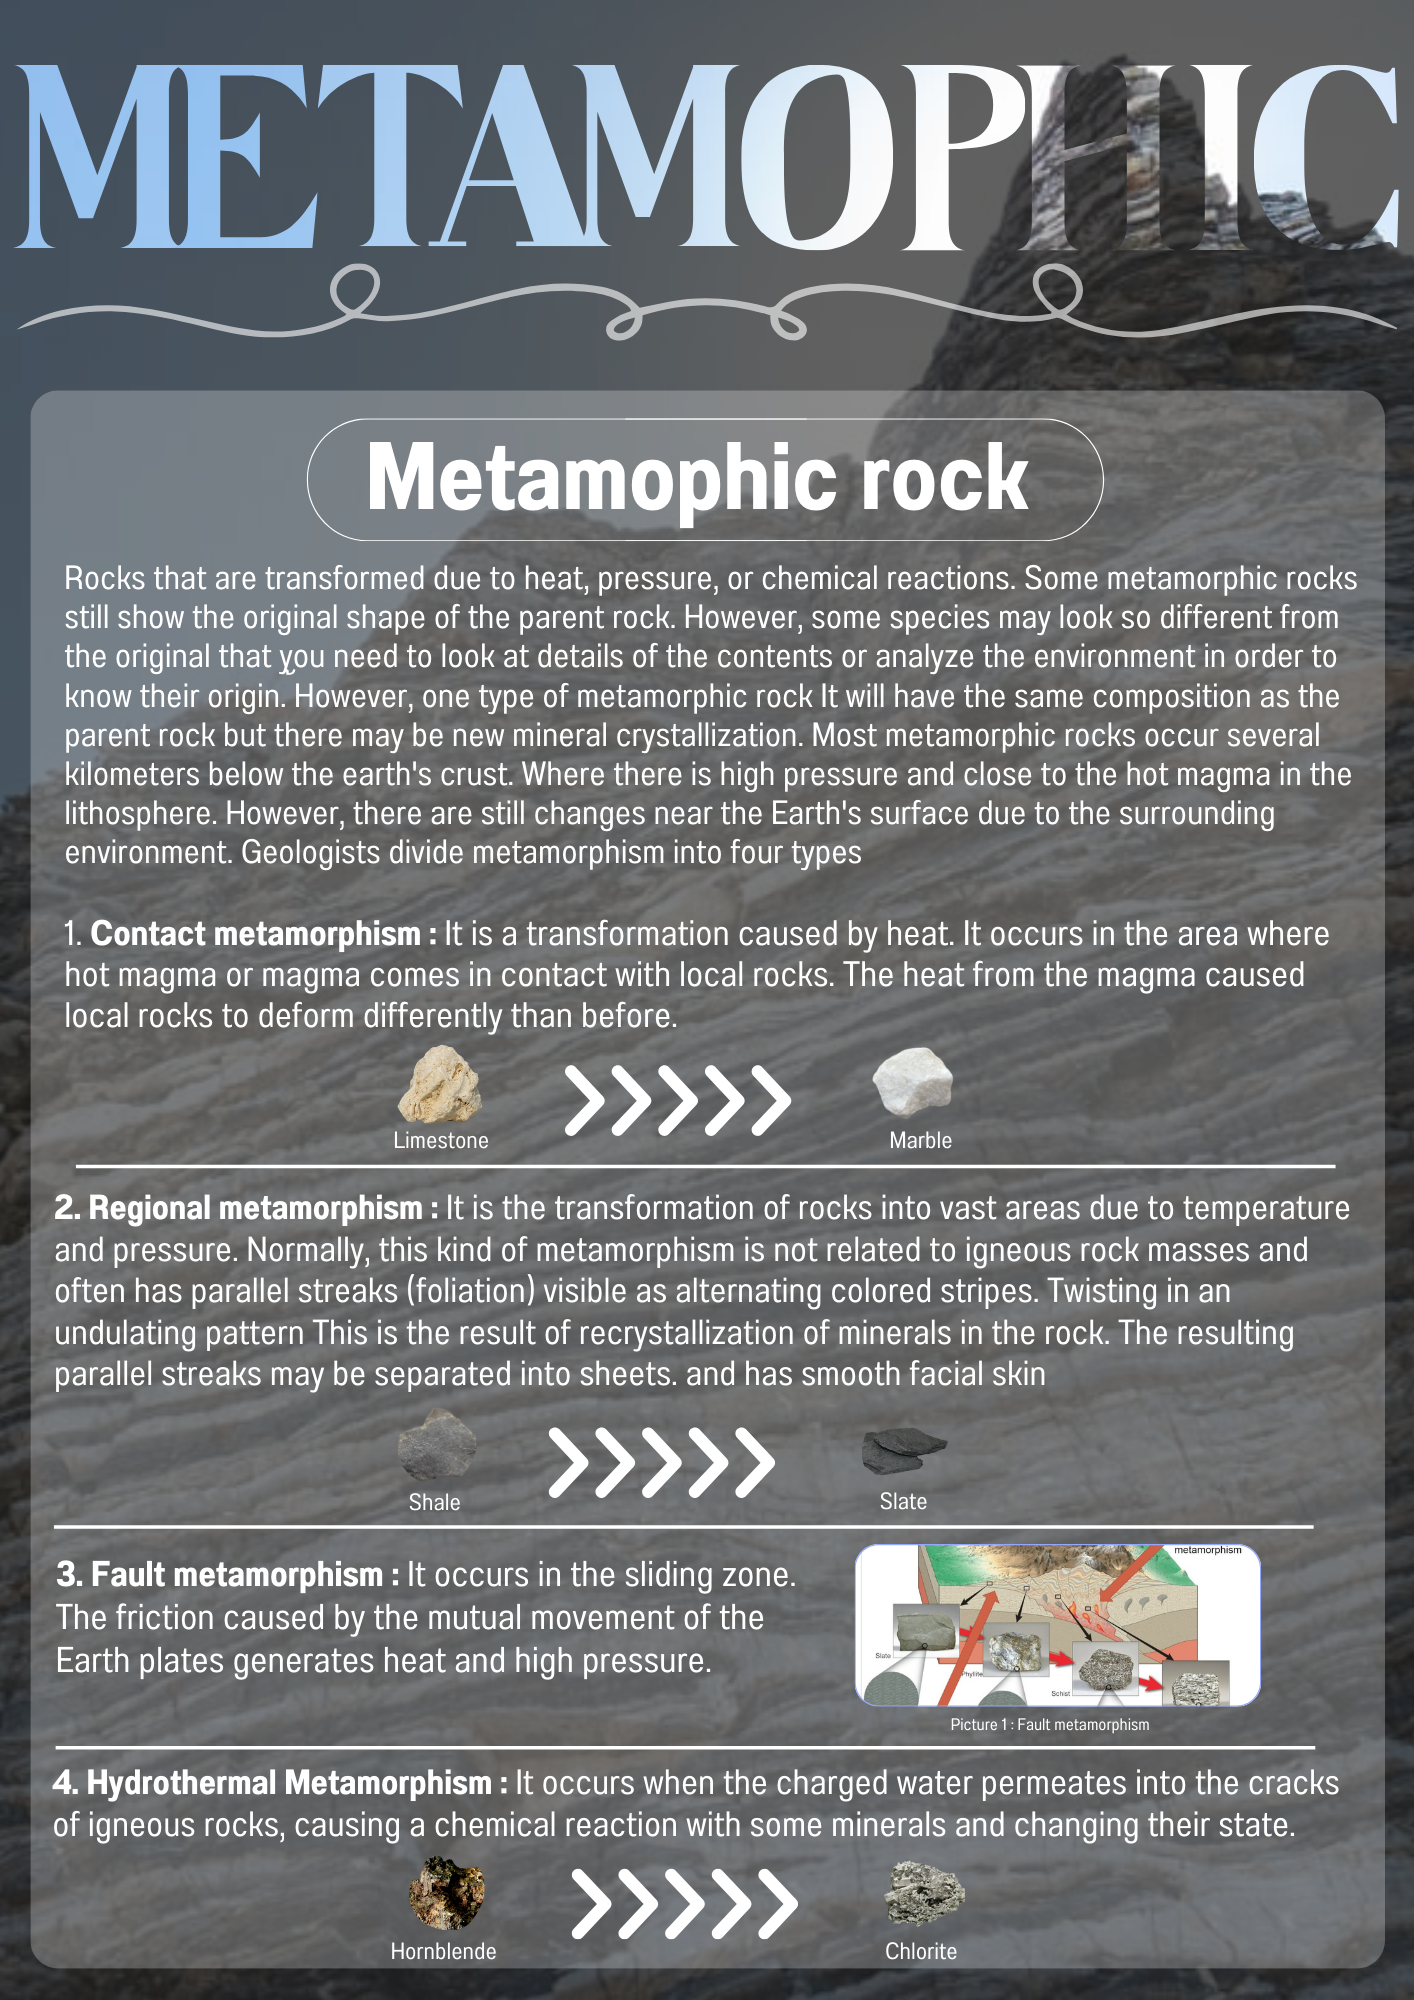 METAMOPHIC
Metamophic rock
Rocks that are transformed due to heat, pressure, or chemical reactions. Some metamorphic rocks
still show the original shape of the parent rock. However, some species may look so different from
the original that you need to look at details of the contents or analyze the environment in order to
know their origin. However, one type of metamorphic rock It will have the same composition as the
parent rock but there may be new mineral crystallization. Most metamorphic rocks occur several
kilometers below the earth's crust. Where there is high pressure and close to the hot magma in the
lithosphere. However, there are still changes near the Earth's surface due to the surrounding
environment. Geologists divide metamorphism into four types
1. Contact metamorphism : It is a transformation caused by heat. It occurs in the area where
hot magma or magma comes in contact with local rocks. The heat from the magma caused
local rocks to deform differently than before.
Limestone
Marble
2. Regional metamorphism : It is the transformation of rocks into vast areas due to temperature
and pressure. Normally, this kind of metamorphism is not related to igneous rock masses and
often has parallel streaks (foliation) visible as alternating colored stripes. Twisting in an
undulating pattern This is the result of recrystallization of minerals in the rock. The resulting
parallel streaks may be separated into sheets. and has smooth facial skin
Shale
Slate
3. Fault metamorphism : It occurs in the sliding zone.
The friction caused by the mutual movement of the
Earth plates generates heat and high pressure.
metamorphism
Slate
Phyllite
Schist
Picture 1 : Fault metamorphism
4. Hydrothermal Metamorphism : It occurs when the charged water permeates into the cracks
of igneous rocks, causing a chemical reaction with some minerals and changing their state.
Hornblende
Chlorite